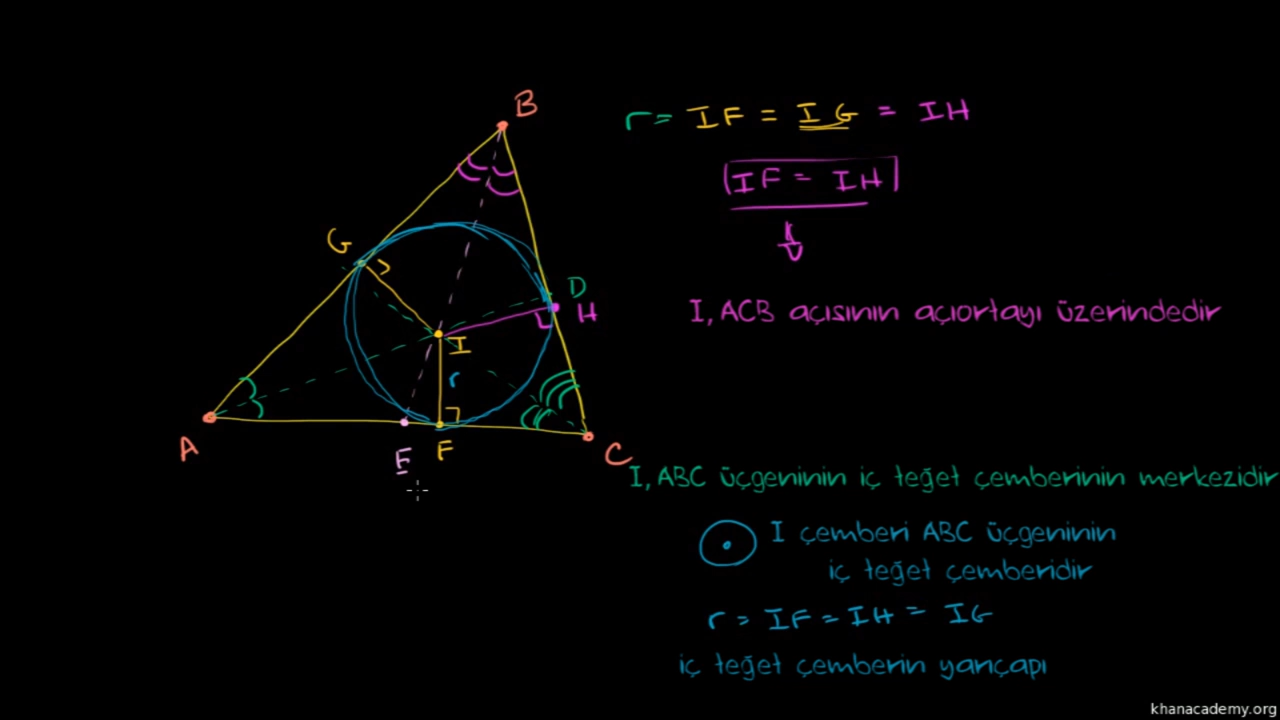 B
r = IF = IG = IH
IF = IH
G
D
H
I, ACB açısının açıortayı üzerindedir
I
r
A
E
F
C
I, ABC üçgeninin iç teğet çemberinin merkezidir
I çemberi ABC üçgeninin
iç teğet çemberidir
r = IF = IH = IG
iç teğet çemberin yarıçapı
khanacademy.org